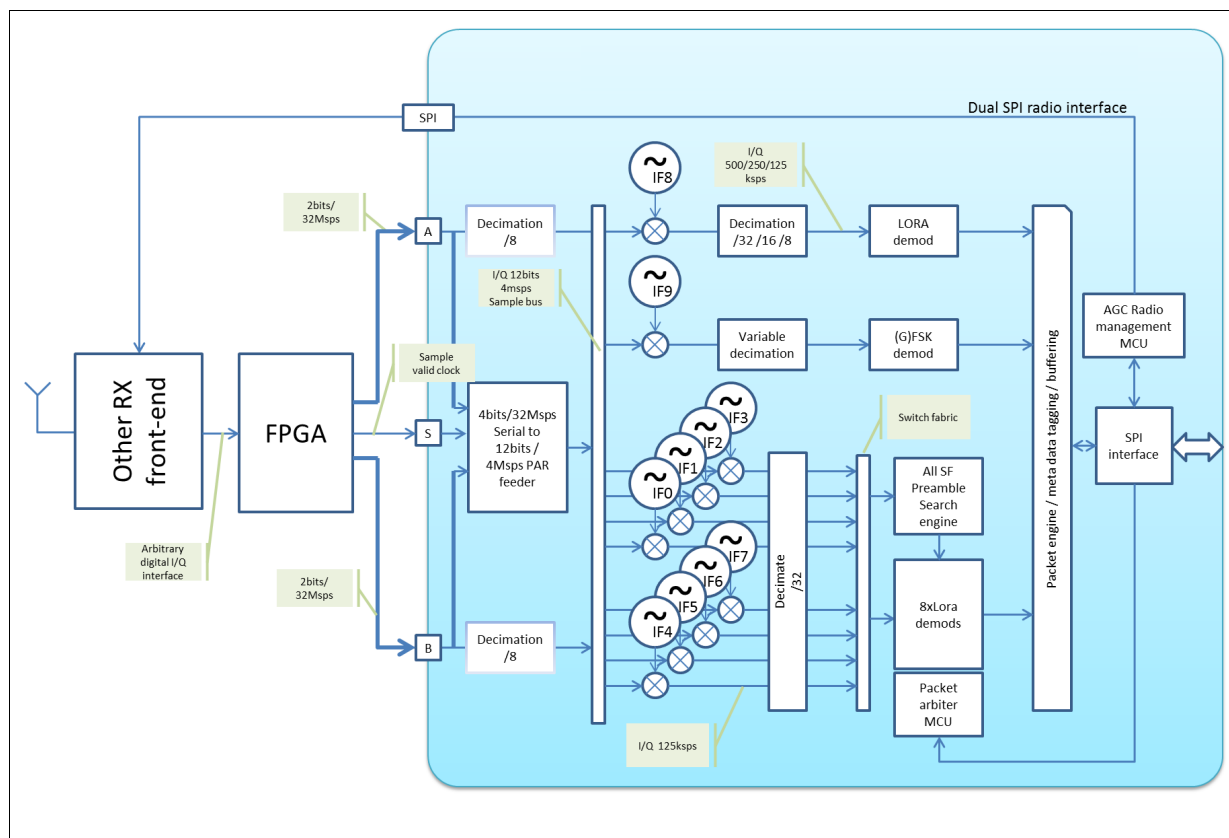 Dual SPI radio interface
SPI
~
IF8
I/Q
500/250/125
ksps
2bits/
32Msps
A
Decimation
/8
Decimation
/32 /16 /8
LORA
demod
I/Q 12bits
4msps
Sample bus
~
IF9
Variable
decimation
(G)FSK
demod
AGC Radio
management
MCU
Sample
valid clock
Other RX
front-end
FPGA
S
4bits/32Msps
Serial to
12bits /
4Msps PAR
feeder
~
IF3
~
IF2
~
IF1
~
IF0
Switch fabric
All SF
Preamble
Search
engine
SPI
interface
Packet engine / meta data tagging / buffering
Arbitrary
digital I/Q
interface
2bits/
32Msps
~
IF7
~
IF6
~
IF5
~
IF4
Decimate
/32
8xLora
demods
B
Decimation
/8
Packet
arbiter
MCU
I/Q 125ksps